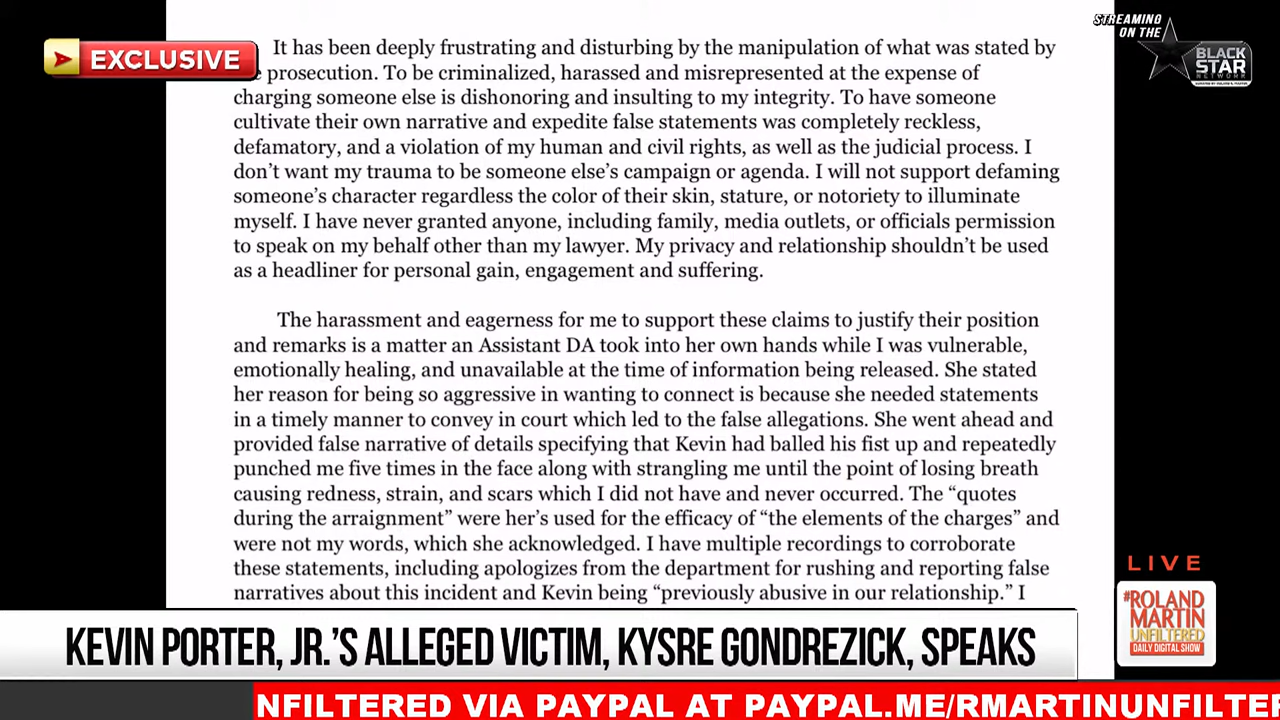 STREAMING
ON THE
BLACK
STAR
NETWORK
EXCLUSIVE
It has been deeply frustrating and disturbing by the manipulation of what was stated by
prosecution. To be criminalized, harassed and misrepresented at the expense of
charging someone else is dishonoring and insulting to my integrity. To have someone
cultivate their own narrative and expedite false statements was completely reckless,
defamatory, and a violation of my human and civil rights, as well as the judicial process. I
don’t want my trauma to be someone else’s campaign or agenda. I will not support defaming
someone’s character regardless the color of their skin, stature, or notoriety to illuminate
myself. I have never granted anyone, including family, media outlets, or officials permission
to speak on my behalf other than my lawyer. My privacy and relationship shouldn’t be used
as a headliner for personal gain, engagement and suffering.
The harassment and eagerness for me to support these claims to justify their position
and remarks is a matter an Assistant DA took into her own hands while I was vulnerable,
emotionally healing, and unavailable at the time of information being released. She stated
her reason for being so aggressive in wanting to connect is because she needed statements
in a timely manner to convey in court which led to the false allegations. She went ahead and
provided false narrative of details specifying that Kevin had balled his fist up and repeatedly
punched me five times in the face along with strangling me until the point of losing breath
causing redness, strain, and scars which I did not have and never occurred. The “quotes
during the arraignment” were her’s used for the efficacy of “the elements of the charges” and
were not my words, which she acknowledged. I have multiple recordings to corroborate
these statements, including apologizes from the department for rushing and reporting false
narratives about this incident and Kevin being “previously abusive in our relationship.” I
LIVE
#ROLAND
MARTIN
UNFILTERED
DAILY DIGITAL SHOW
KEVIN PORTER, JR.’S ALLEGED VICTIM, KYSRE GONDREZICK, SPEAKS
NFILTERED VIA PAYPAL AT PAYPAL.ME/RMARTINUNFILTE